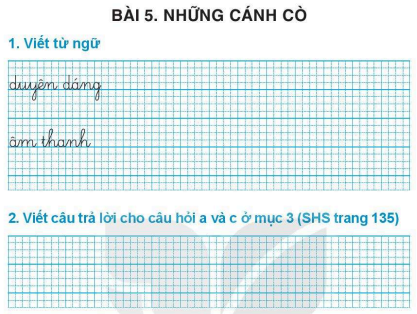 BÀI 5. NHỮNG CÁNH CÒ
1. Viết từ ngữ
duyên dáng
âm thanh
2. Viết câu trả lời cho câu hỏi a và c ở mục 3 (SHS trang 135)